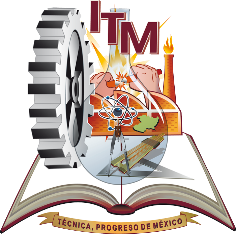 ITM
TÉCNICA, PROGRESO DE MÉXICO